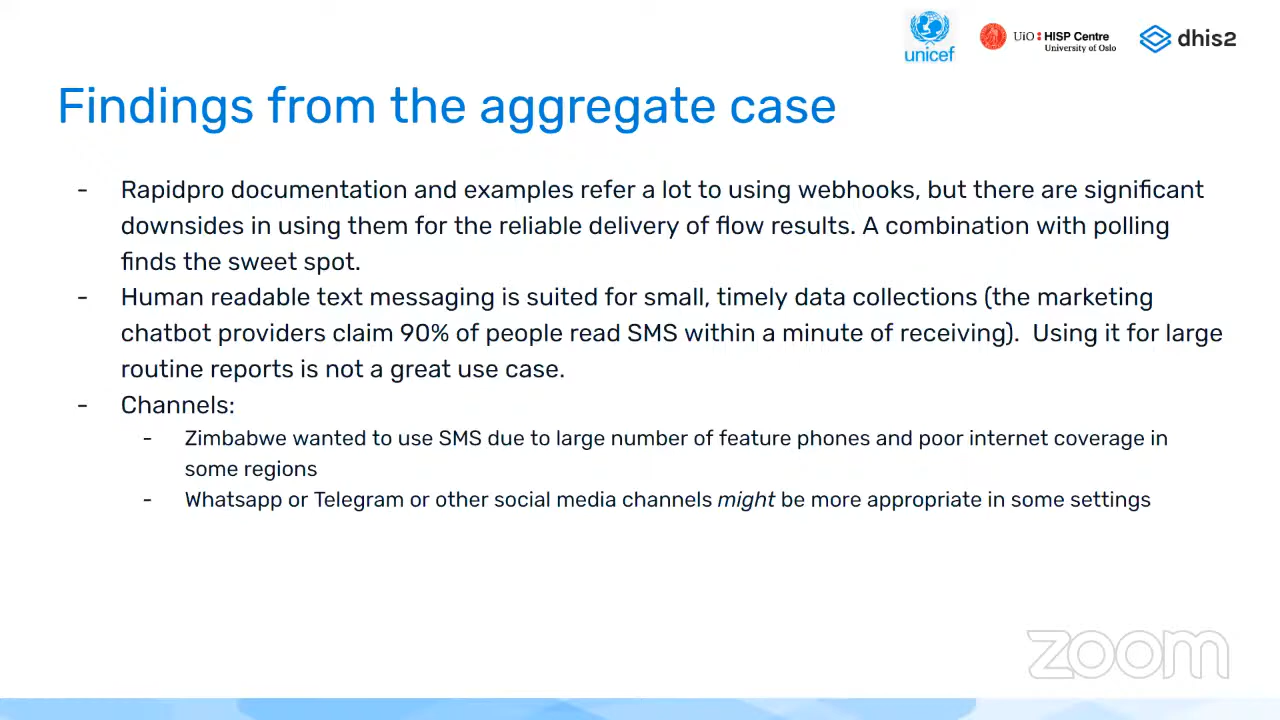 unicef
UiO HISP Centre
University of Oslo
dhis2
Findings from the aggregate case
- Rapidpro documentation and examples refer a lot to using webhooks, but there are significant
downsides in using them for the reliable delivery of flow results. A combination with polling
finds the sweet spot.
- Human readable text messaging is suited for small, timely data collections (the marketing
chatbot providers claim 90% of people read SMS within a minute of receiving).  Using it for large
routine reports is not a great use case.
- Channels:
- Zimbabwe wanted to use SMS due to large number of feature phones and poor internet coverage in
some regions
- Whatsapp or Telegram or other social media channels might be more appropriate in some settings
zoom